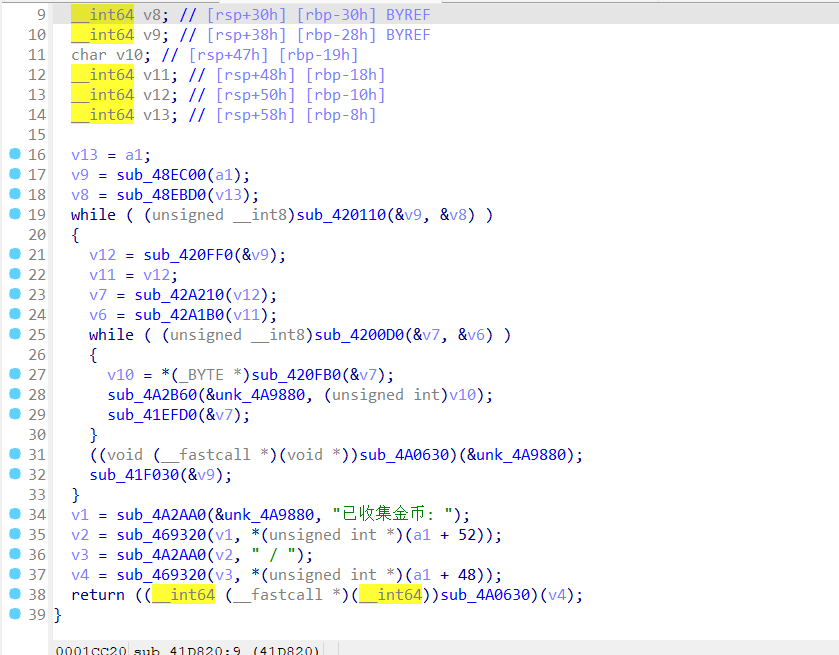 9 __int64 v8; // [rsp+30h] [rbp-30h] BYREF
10 __int64 v9; // [rsp+38h] [rbp-28h] BYREF
11 char v10; // [rsp+47h] [rbp-19h]
12 __int64 v11; // [rsp+48h] [rbp-18h]
13 __int64 v12; // [rsp+50h] [rbp-10h]
14 __int64 v13; // [rsp+58h] [rbp-8h]
15
16 v13 = a1;
17 v9 = sub_48EC00(a1);
18 v8 = sub_48EBD0(v13);
19 while ( (unsigned __int8)sub_420110(&v9, &v8) )
20 {
21 v12 = sub_420FF0(&v9);
22 v11 = v12;
23 v7 = sub_42A210(v12);
24 v6 = sub_42A1B0(v11);
25 while ( (unsigned __int8)sub_4200D0(&v7, &v6) )
26 {
27 v10 = *(_BYTE *)sub_420FB0(&v7);
28 sub_4A2B60(&unk_4A9880, (unsigned int)v10);
29 sub_41EFD0(&v7);
30 }
31 ((void (__fastcall *)(void *))sub_4A0630)(&unk_4A9880);
32 sub_41F030(&v9);
33 }
34 v1 = sub_4A2AA0(&unk_4A9880, "已收集金币: ");
35 v2 = sub_469320(v1, *(unsigned int *)(a1 + 52));
36 v3 = sub_4A2AA0(v2, " / ");
37 v4 = sub_469320(v3, *(unsigned int *)(a1 + 48));
38 return ((__int64 (__fastcall *)(__int64))sub_4A0630)(v4);
39 }
0001CC20 sub_41D820:9 (41D820)